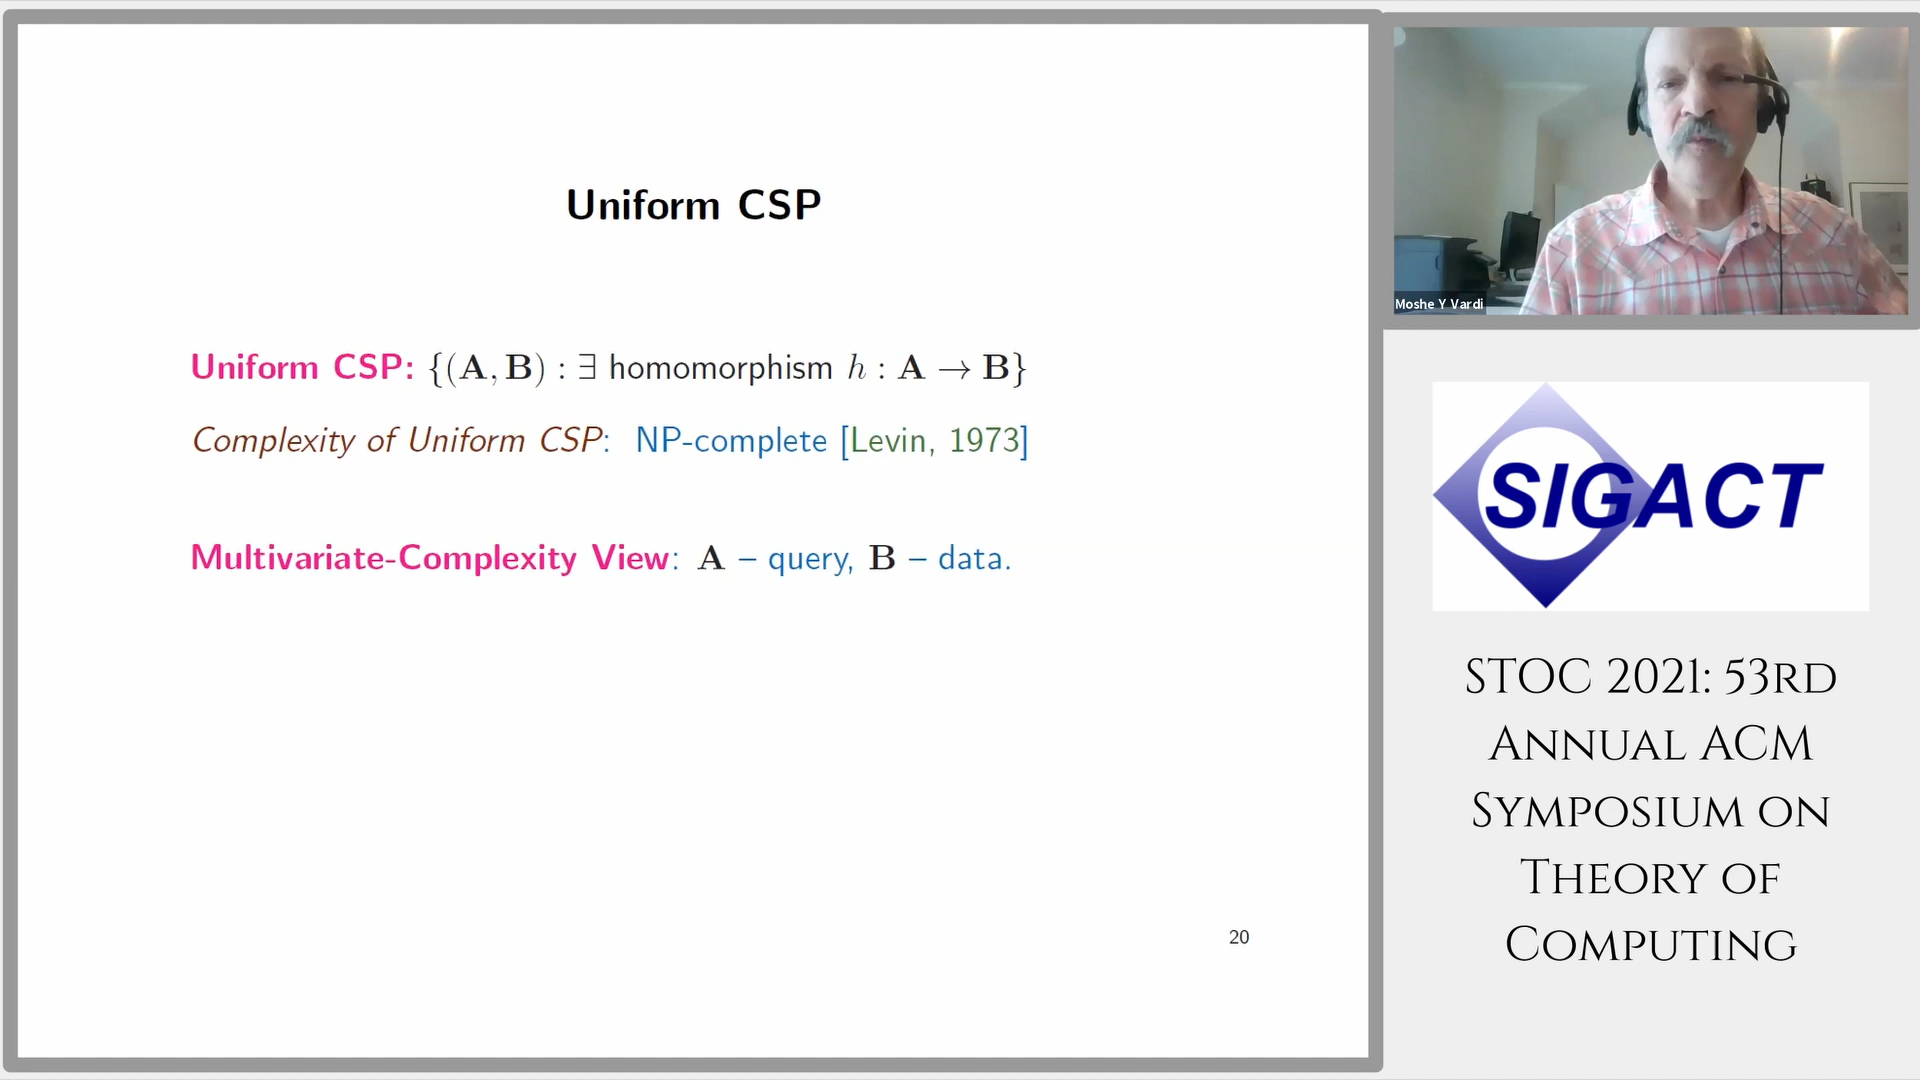 Uniform CSP
Uniform CSP: {(A, B) : ∃ homomorphism h : A → B}
Complexity of Uniform CSP: NP-complete [Levin, 1973]
Multivariate-Complexity View: A – query, B – data.
20
Moshe Y Vardi
SIGACT
STOC 2021: 53rd
Annual ACM
Symposium on
Theory of
Computing